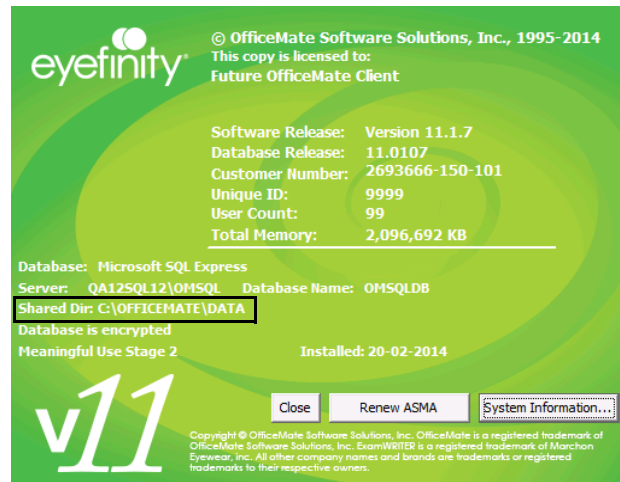 eyefinity
© OfficeMate Software Solutions, Inc., 1995-2014
This copy is licensed to:
Future OfficeMate Client
Software Release: Version 11.1.7
Database Release: 11.0107
Customer Number: 2693666-150-101
Unique ID: 9999
User Count: 99
Total Memory: 2,096,692 KB
Database: Microsoft SQL Express
Server: QA12SQL12\OMSQL Database Name: OMSQLDB
Shared Dir: C:\OFFICEMATE\DATA
Database is encrypted
Meaningful Use Stage 2 Installed: 20-02-2014
v11
Close Renew ASMA System Information...
Copyright © OfficeMate Software Solutions, Inc. OfficeMate is a registered trademark of
OfficeMate Software Solutions, Inc. ExamWRITER is a registered trademark of Marchon
Eyewear, Inc. All other company names and brands are trademarks or registered
trademarks to their respective owners.